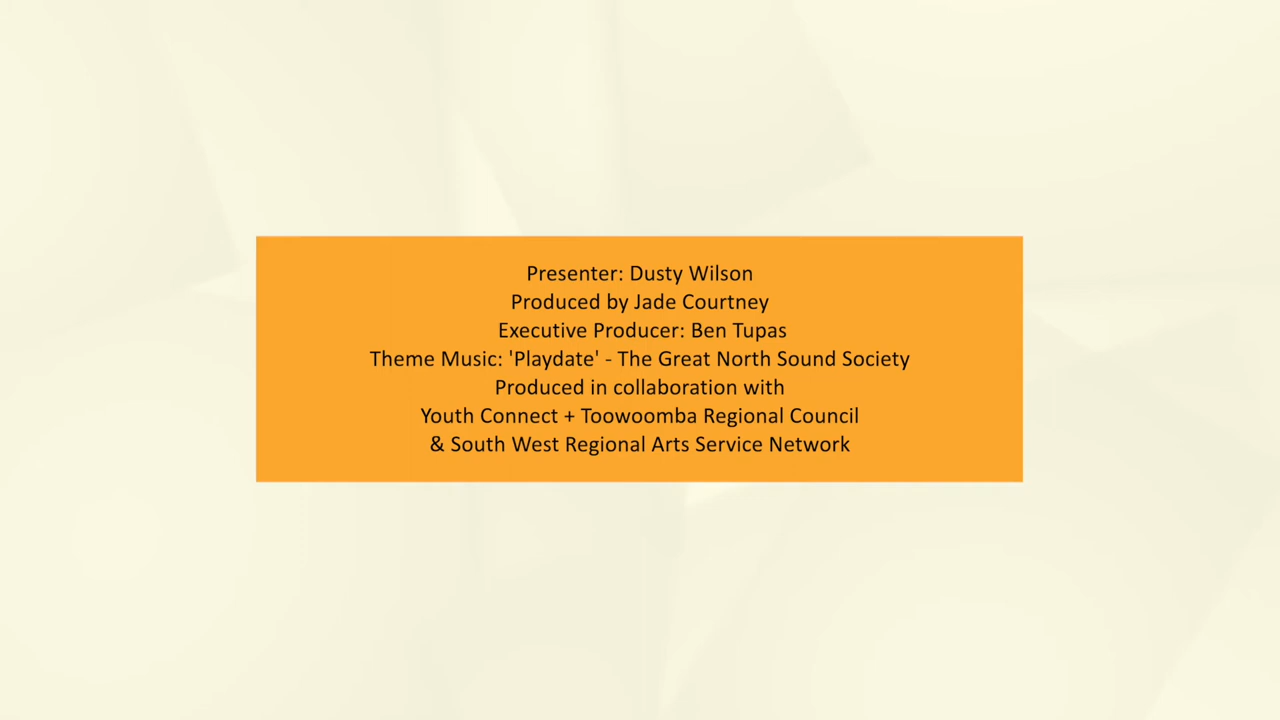 Presenter: Dusty Wilson
Produced by Jade Courtney
Executive Producer: Ben Tupas
Theme Music: 'Playdate' - The Great North Sound Society
Produced in collaboration with
Youth Connect + Toowoomba Regional Council
& South West Regional Arts Service Network